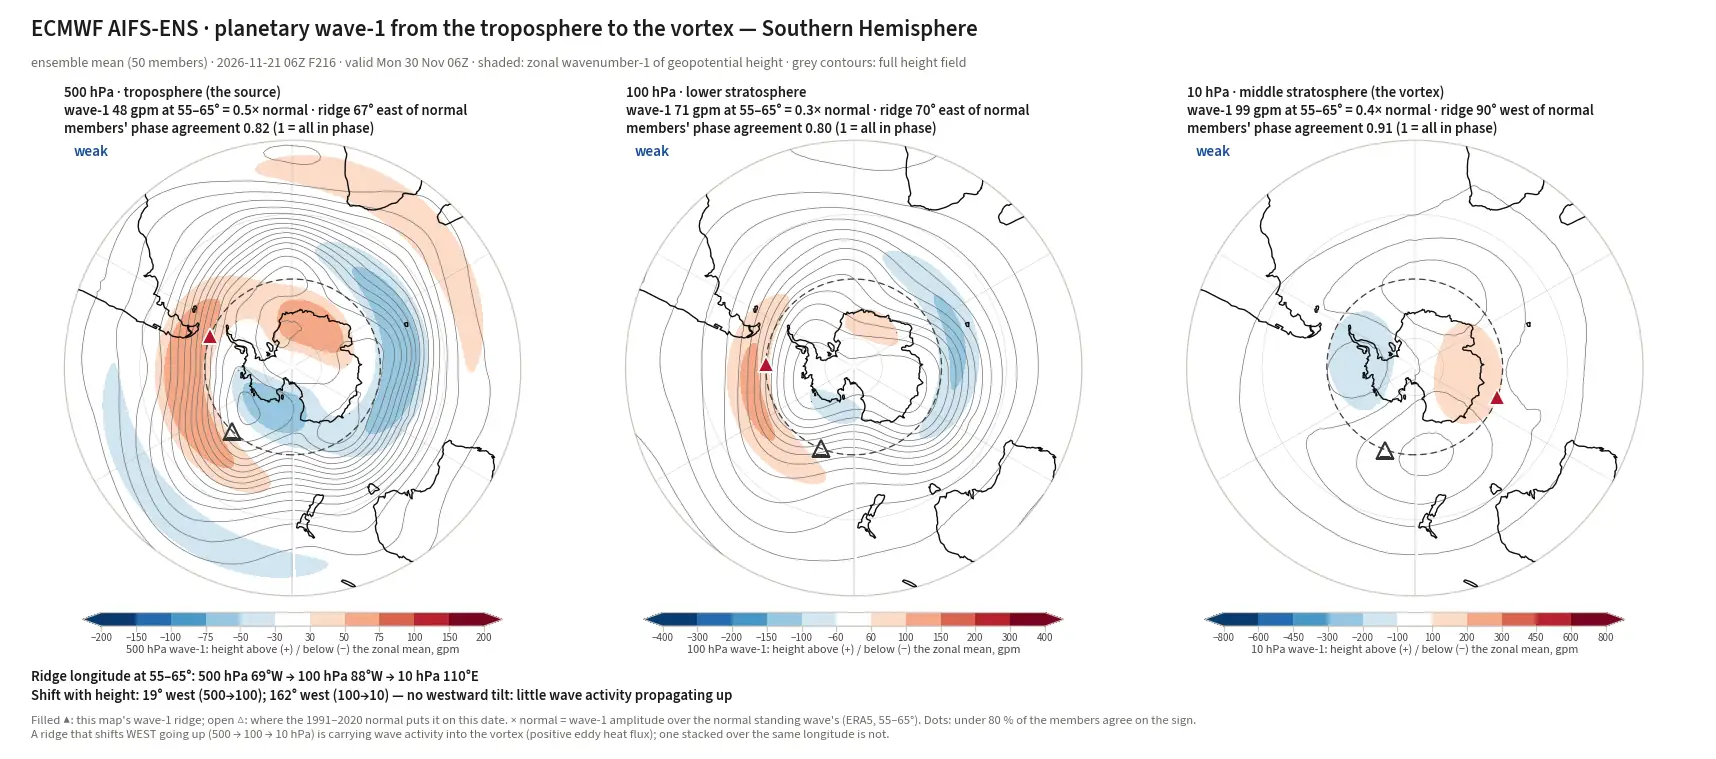 ECMWF AIFS-ENS · planetary wave-1 from the troposphere to the vortex — Southern Hemisphere
ensemble mean (50 members) · 2026-11-21 06Z F216 · valid Mon 30 Nov 06Z · shaded: zonal wavenumber-1 of geopotential height · grey contours: full height field
500 hPa · troposphere (the source)
wave-1 48 gpm at 55–65° = 0.5× normal · ridge 67° east of normal
members' phase agreement 0.82 (1 = all in phase)
weak
100 hPa · lower stratosphere
wave-1 71 gpm at 55–65° = 0.3× normal · ridge 70° east of normal
members' phase agreement 0.80 (1 = all in phase)
weak
10 hPa · middle stratosphere (the vortex)
wave-1 99 gpm at 55–65° = 0.4× normal · ridge 90° west of normal
members' phase agreement 0.91 (1 = all in phase)
weak
−200 −150 −100 −75 −50 −30 30 50 75 100 150 200
500 hPa wave-1: height above (+) / below (−) the zonal mean, gpm
−400 −300 −200 −150 −100 −60 60 100 150 200 300 400
100 hPa wave-1: height above (+) / below (−) the zonal mean, gpm
−800 −600 −450 −300 −200 −100 100 200 300 450 600 800
10 hPa wave-1: height above (+) / below (−) the zonal mean, gpm
Ridge longitude at 55–65°: 500 hPa 69°W → 100 hPa 88°W → 10 hPa 110°E
Shift with height: 19° west (500→100); 162° west (100→10) — no westward tilt: little wave activity propagating up
Filled ▲: this map's wave-1 ridge; open △: where the 1991–2020 normal puts it on this date. × normal = wave-1 amplitude over the normal standing wave's (ERA5, 55–65°). Dots: under 80 % of the members agree on the sign.
A ridge that shifts WEST going up (500 → 100 → 10 hPa) is carrying wave activity into the vortex (positive eddy heat flux); one stacked over the same longitude is not.